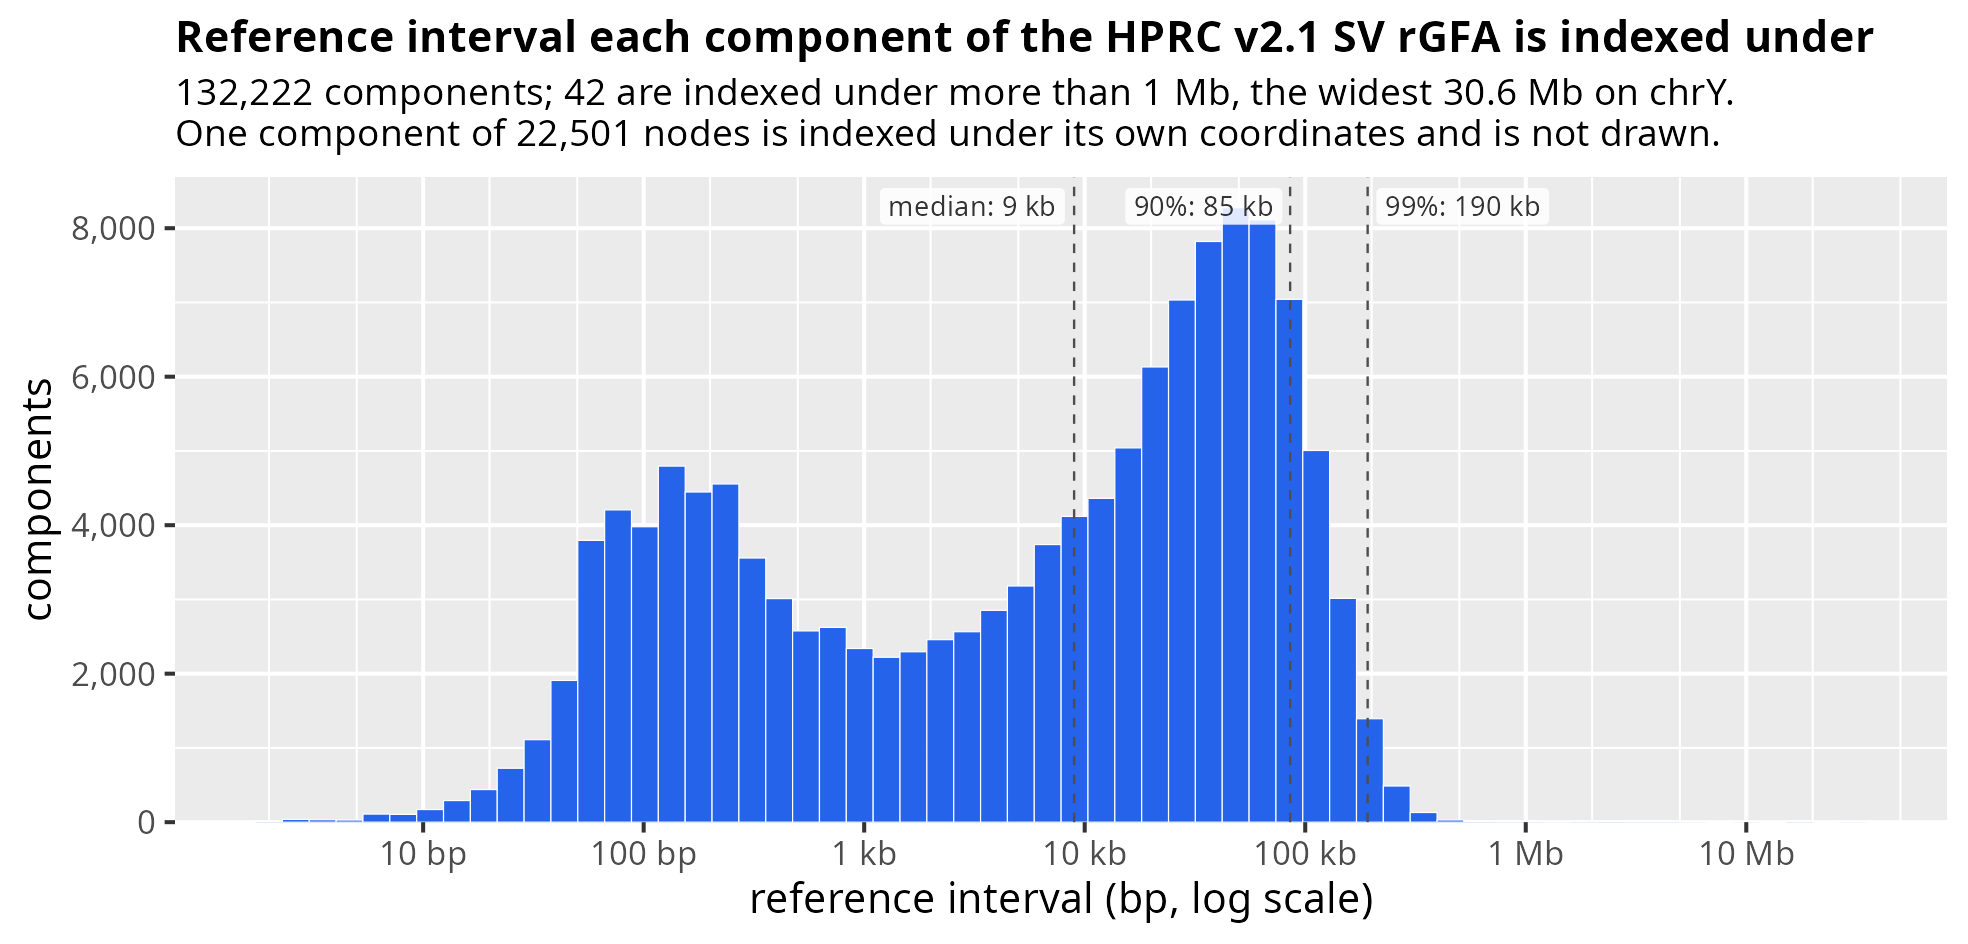 Reference interval each component of the HPRC v2.1 SV rGFA is indexed under
132,222 components; 42 are indexed under more than 1 Mb, the widest 30.6 Mb on chrY.
One component of 22,501 nodes is indexed under its own coordinates and is not drawn.
median: 9 kb
90%: 85 kb
99%: 190 kb
components
8,000
6,000
4,000
2,000
0
10 bp
100 bp
1 kb
10 kb
100 kb
1 Mb
10 Mb
reference interval (bp, log scale)